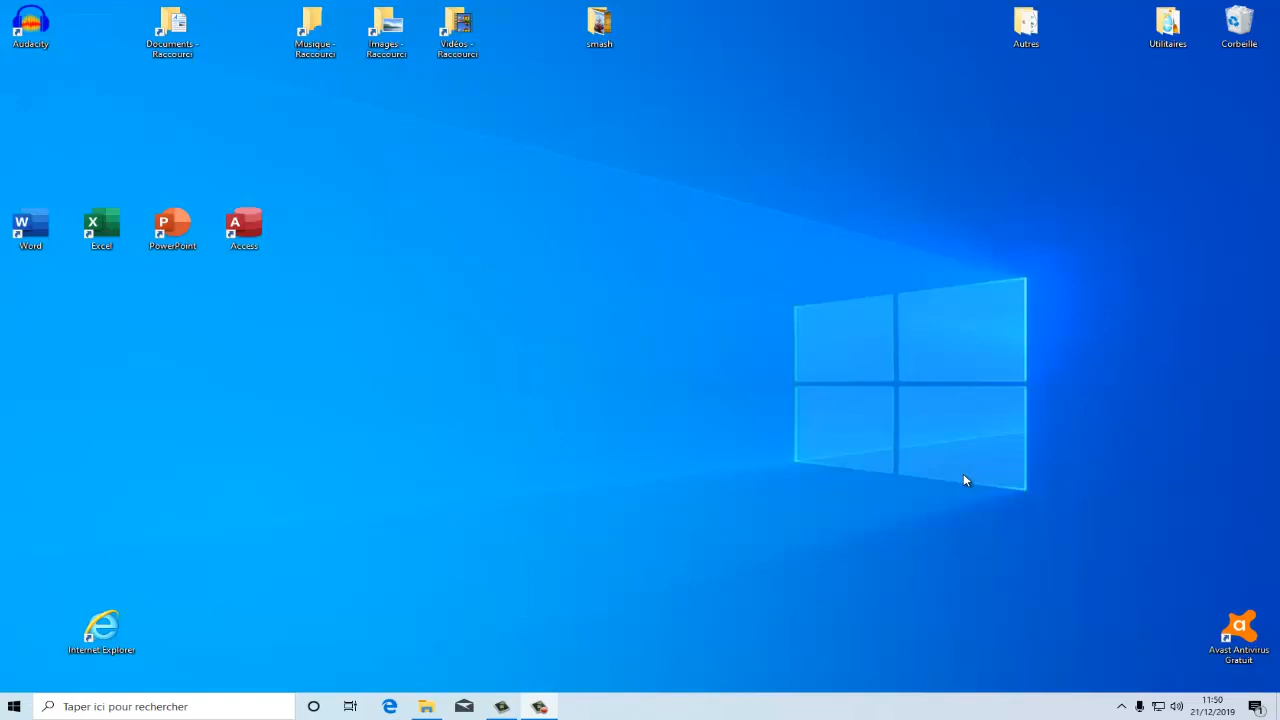 Audacity
Documents -
Raccourci
Musique -
Raccourci
Images -
Raccourci
Vidéos -
Raccourci
smash
Autres
Utilitaires
Corbeille
Word
Excel
PowerPoint
Access
Internet Explorer
Avast Antivirus
Gratuit
Taper ici pour rechercher
11:50
21/12/2019